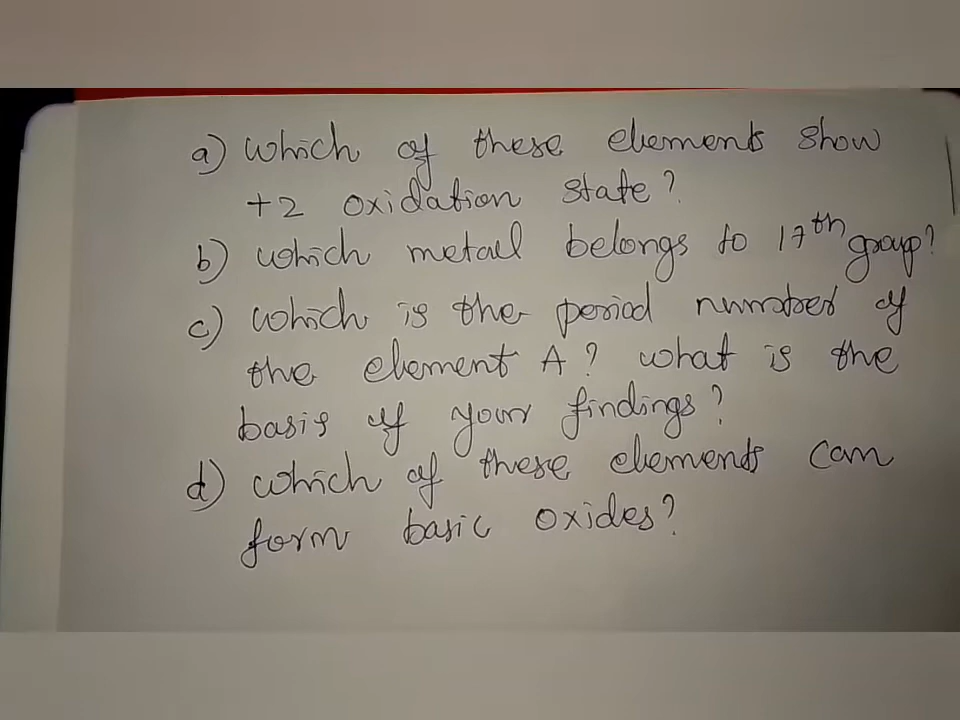 a) Which of these elements show
+2 oxidation state?
b) which metal belongs to 17th group?
c) Which is the period number of
the element A? What is the
basis of your findings?
d) Which of these elements can
form basic oxides?